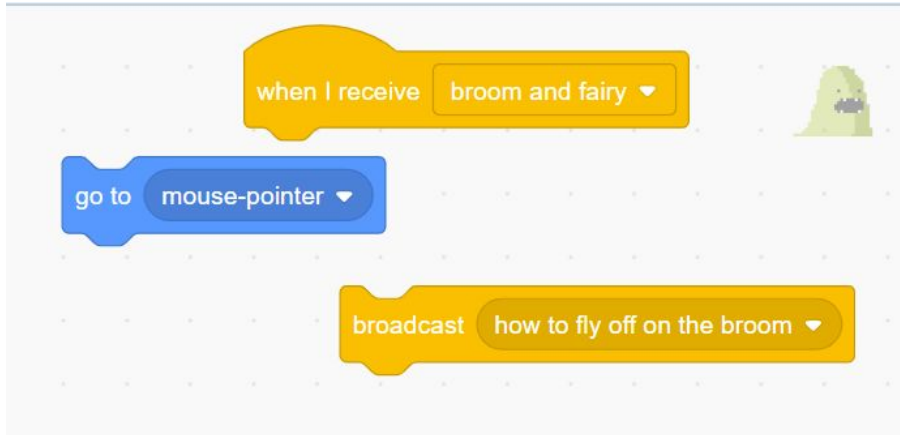 when I receive broom and fairy
go to mouse-pointer
broadcast how to fly off on the broom